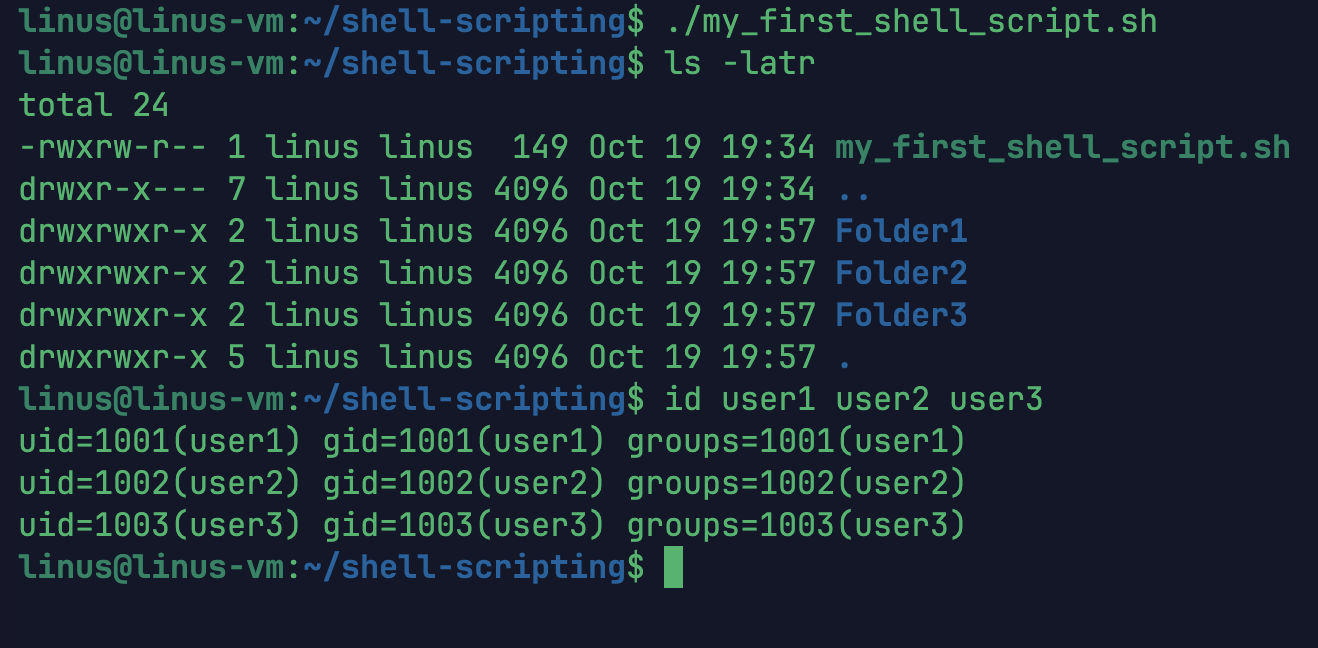 linus@linus-vm:~/shell-scripting$ ./my_first_shell_script.sh
linus@linus-vm:~/shell-scripting$ ls -latr
total 24
-rwxrw-r-- 1 linus linus  149 Oct 19 19:34 my_first_shell_script.sh
drwxr-x--- 7 linus linus 4096 Oct 19 19:34 ..
drwxrwxr-x 2 linus linus 4096 Oct 19 19:57 Folder1
drwxrwxr-x 2 linus linus 4096 Oct 19 19:57 Folder2
drwxrwxr-x 2 linus linus 4096 Oct 19 19:57 Folder3
drwxrwxr-x 5 linus linus 4096 Oct 19 19:57 .
linus@linus-vm:~/shell-scripting$ id user1 user2 user3
uid=1001(user1) gid=1001(user1) groups=1001(user1)
uid=1002(user2) gid=1002(user2) groups=1002(user2)
uid=1003(user3) gid=1003(user3) groups=1003(user3)
linus@linus-vm:~/shell-scripting$